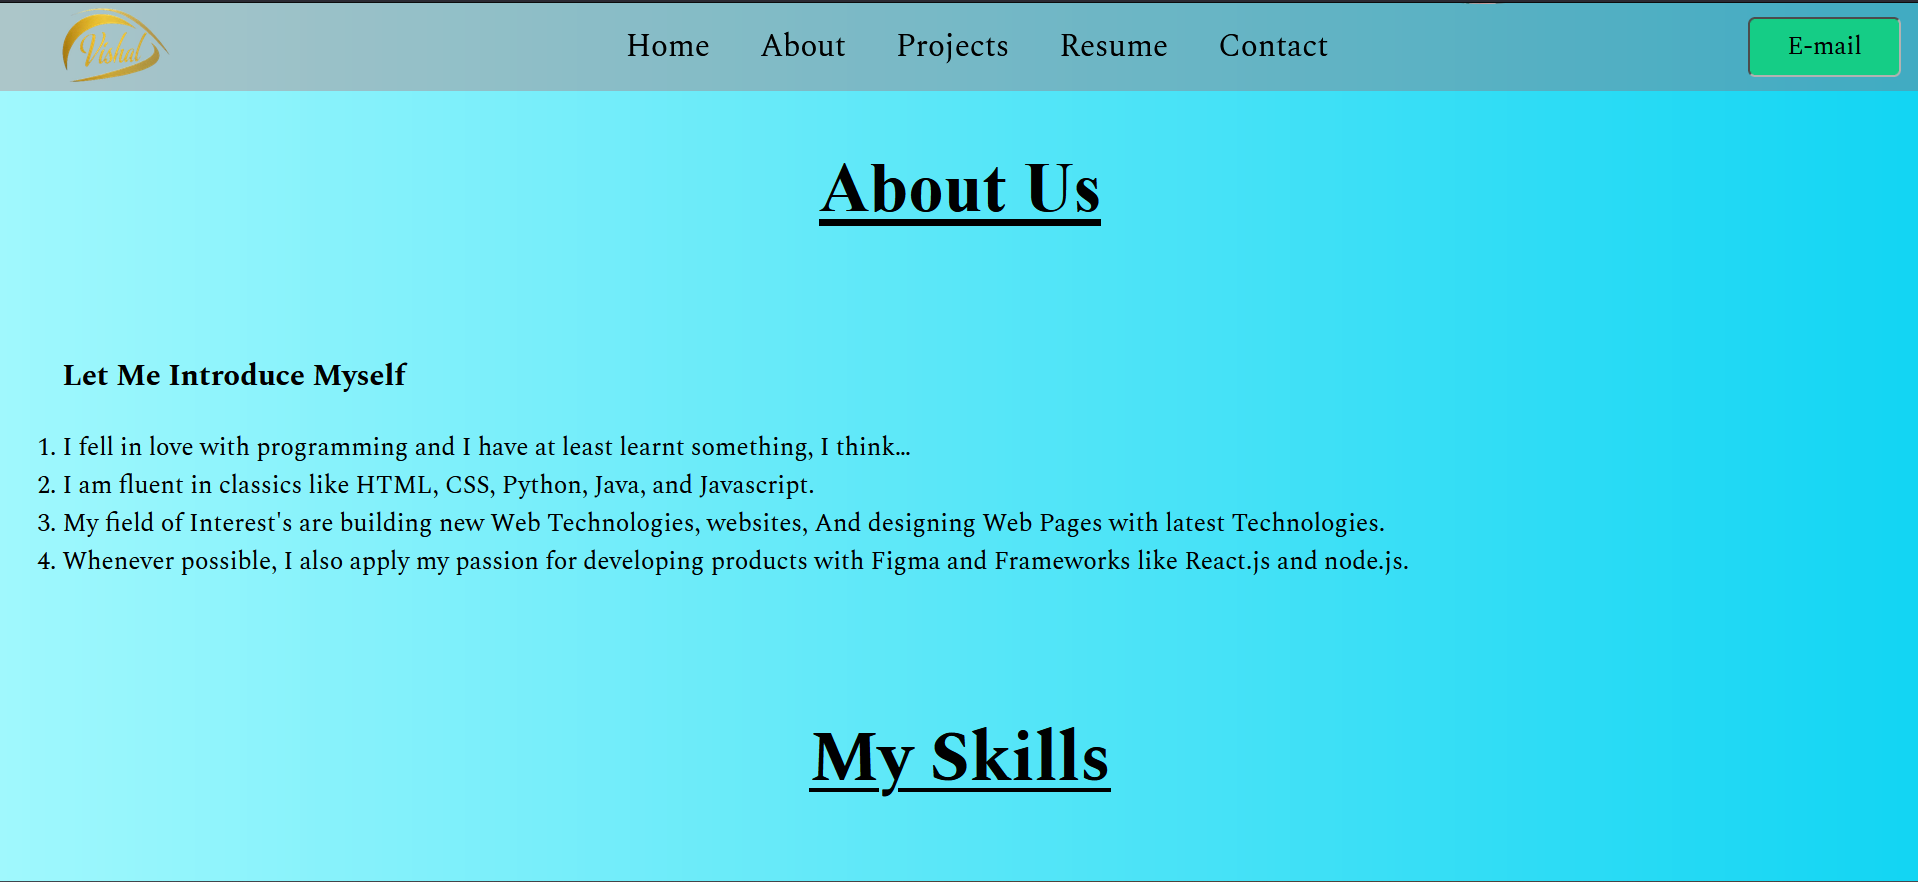 Vishal
Home About Projects Resume Contact E-mail
About Us
Let Me Introduce Myself
1. I fell in love with programming and I have at least learnt something, I think...
2. I am fluent in classics like HTML, CSS, Python, Java, and Javascript.
3. My field of Interest's are building new Web Technologies, websites, And designing Web Pages with latest Technologies.
4. Whenever possible, I also apply my passion for developing products with Figma and Frameworks like React.js and node.js.
My Skills